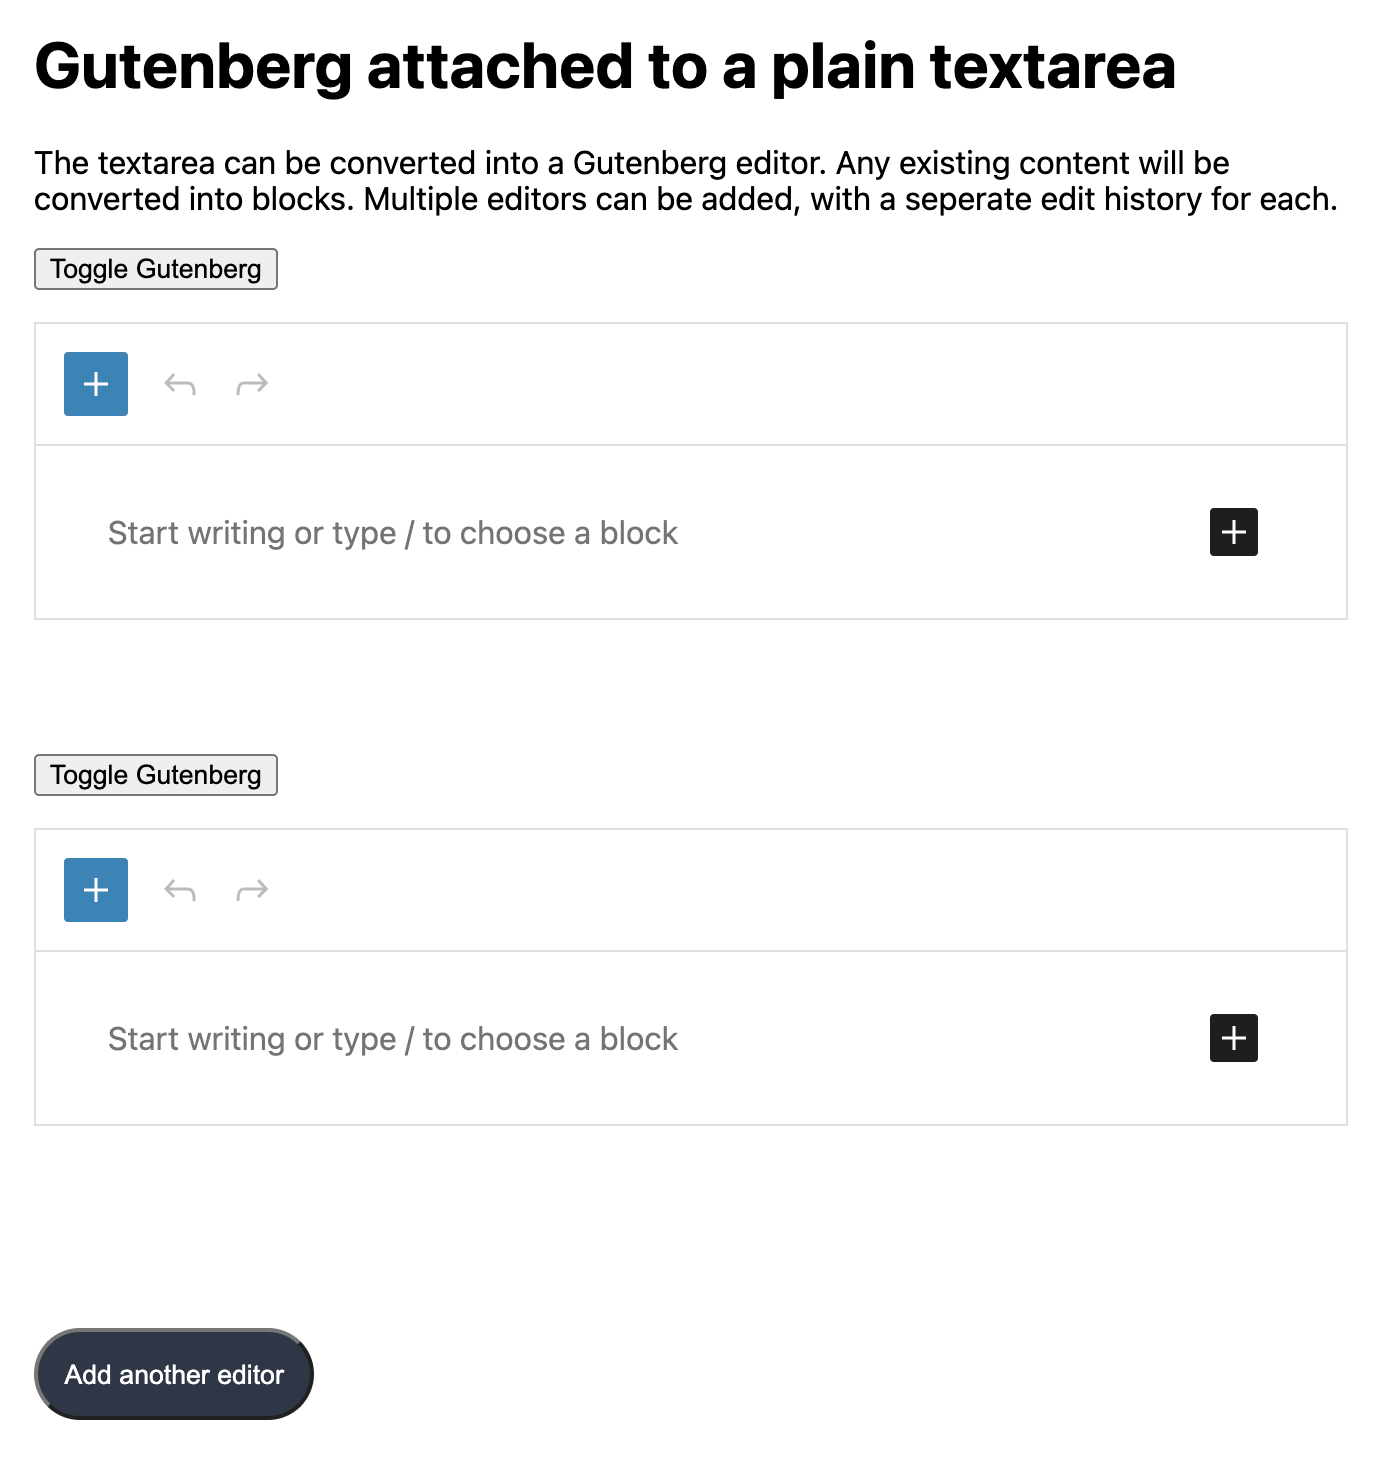 Gutenberg attached to a plain textarea
The textarea can be converted into a Gutenberg editor. Any existing content will be
converted into blocks. Multiple editors can be added, with a seperate edit history for each.
Toggle Gutenberg
Start writing or type / to choose a block
Toggle Gutenberg
Start writing or type / to choose a block
Add another editor